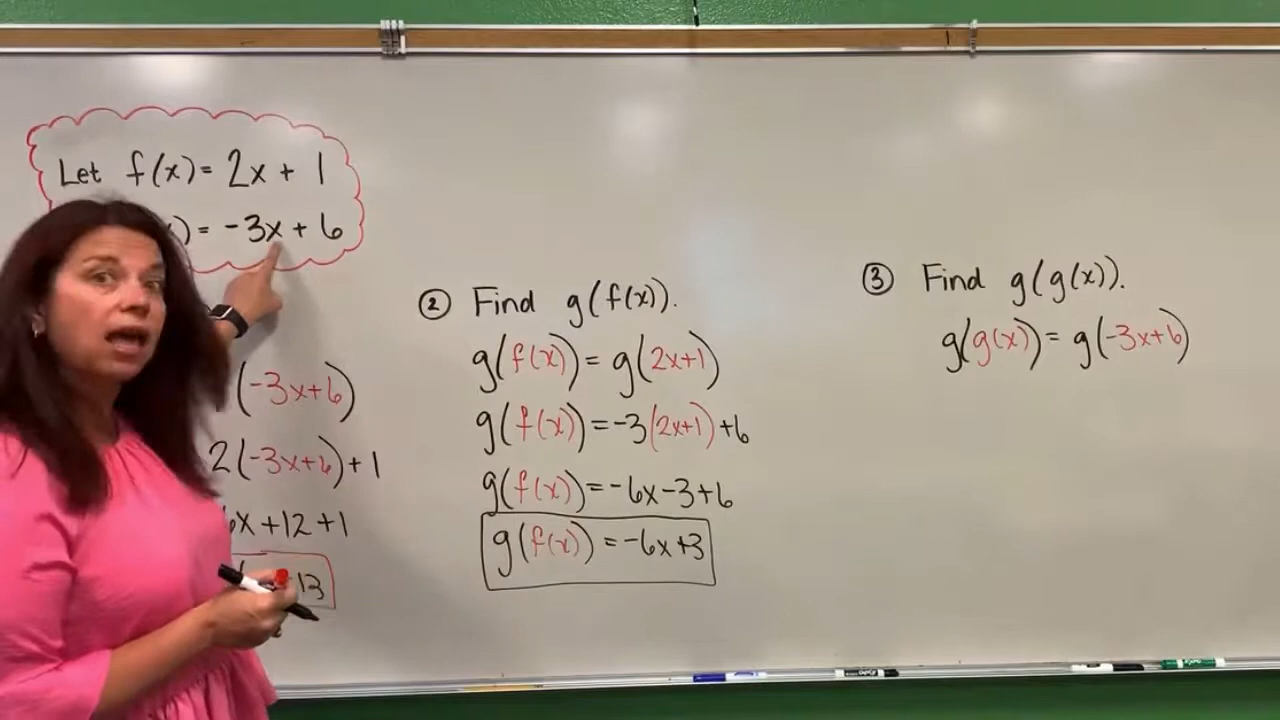 Let f(x) = 2x + 1
x) = -3x + 6
(-3x+6)
2(-3x+6)+1
6x+12+1
13
② Find g(f(x)).
g(f(x)) = g(2x+1)
g(f(x)) = -3(2x+1)+6
g(f(x)) = -6x-3+6
g(f(x)) = -6x+3
③ Find g(g(x)).
g(g(x)) = g(-3x+6)